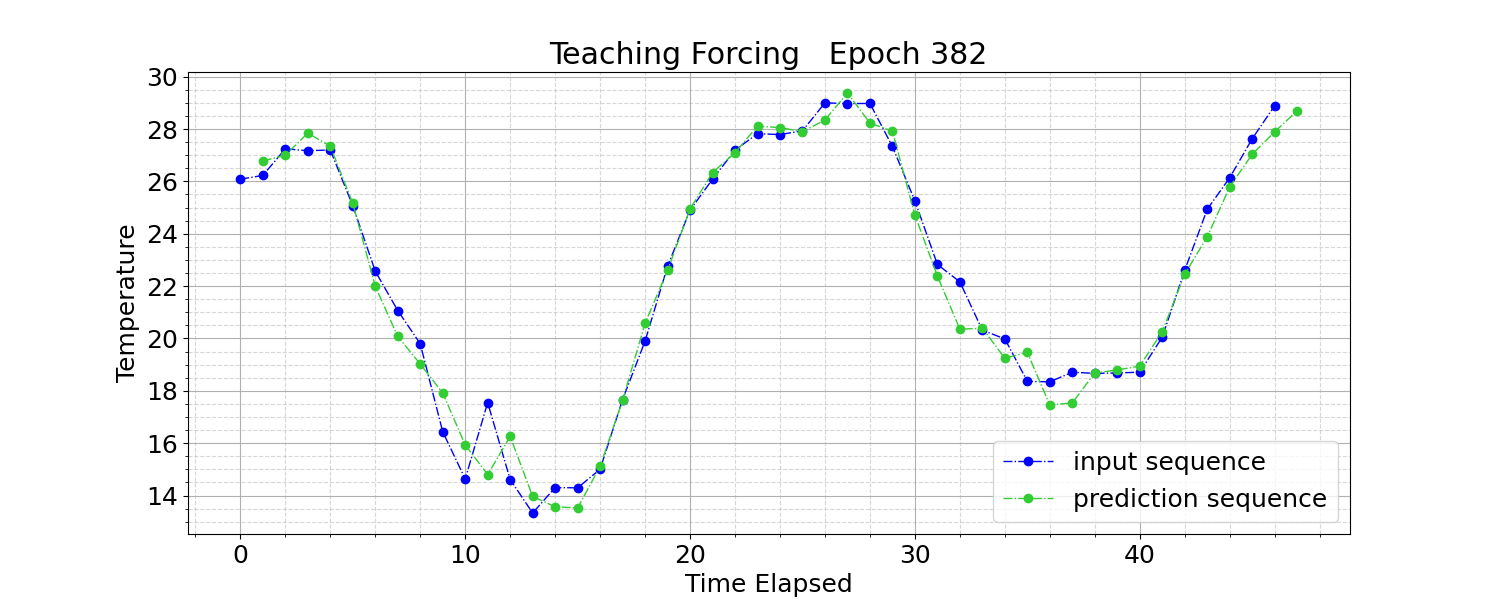 Teaching Forcing   Epoch 382
30
28
26
24
22
20
18
16
14
Temperature
0 10 20 30 40
Time Elapsed
input sequence
prediction sequence